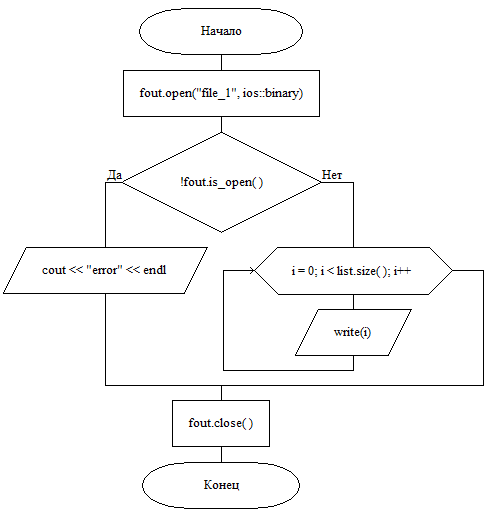 Начало
fout.open("file_1", ios::binary)
!fout.is_open( )
Да
Нет
cout << "error" << endl
i = 0; i < list.size( ); i++
write(i)
fout.close( )
Конец